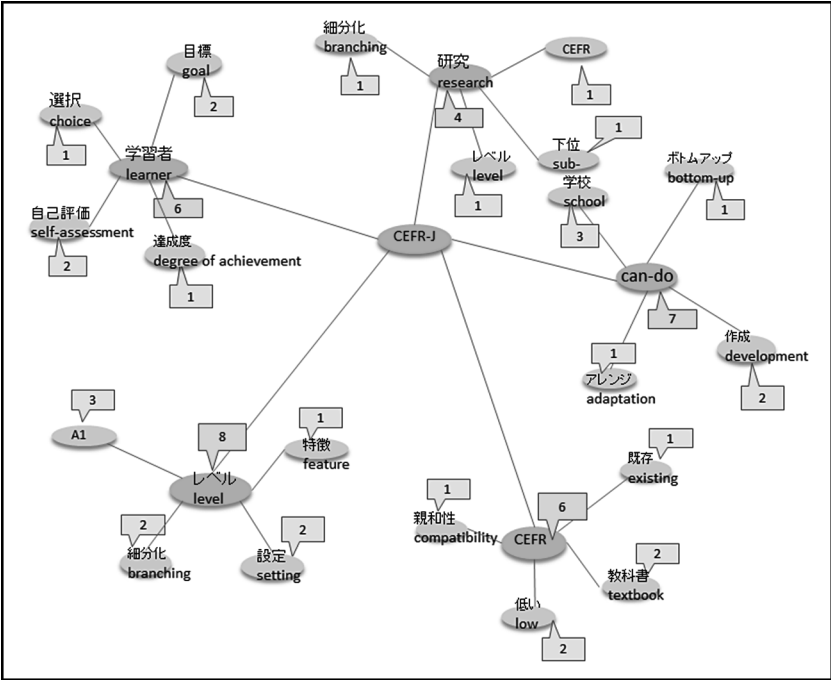 細分化
branching
1
研究
research
4
CEFR
1
レベル
level
1
下位
sub-
1
目標
goal
2
選択
choice
1
学習者
learner
6
自己評価
self-assessment
2
達成度
degree of achievement
1
CEFR-J
学校
school
3
ボトムアップ
bottom-up
1
can-do
7
作成
development
2
1
アレンジ
adaptation
3
A1
8
レベル
level
1
特徴
feature
2
細分化
branching
2
設定
setting
6
CEFR
1
既存
existing
1
親和性
compatibility
2
教科書
textbook
低い
low
2